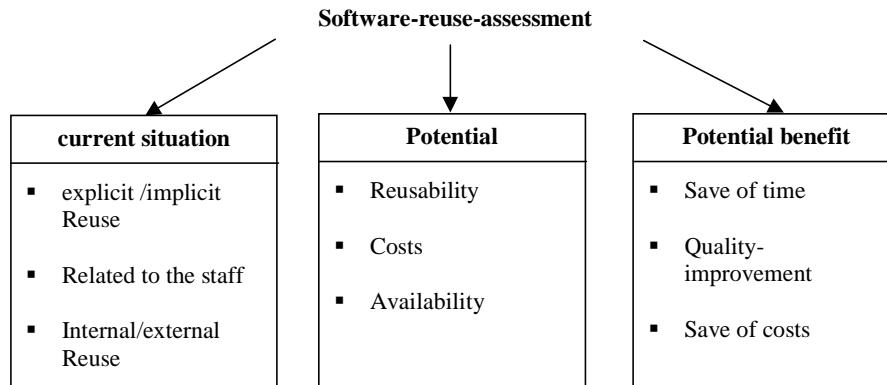 Software-reuse-assessment
current situation
▪ explicit /implicit
Reuse
▪ Related to the staff
▪ Internal/external
Reuse
Potential
▪ Reusability
▪ Costs
▪ Availability
Potential benefit
▪ Save of time
▪ Quality-
improvement
▪ Save of costs